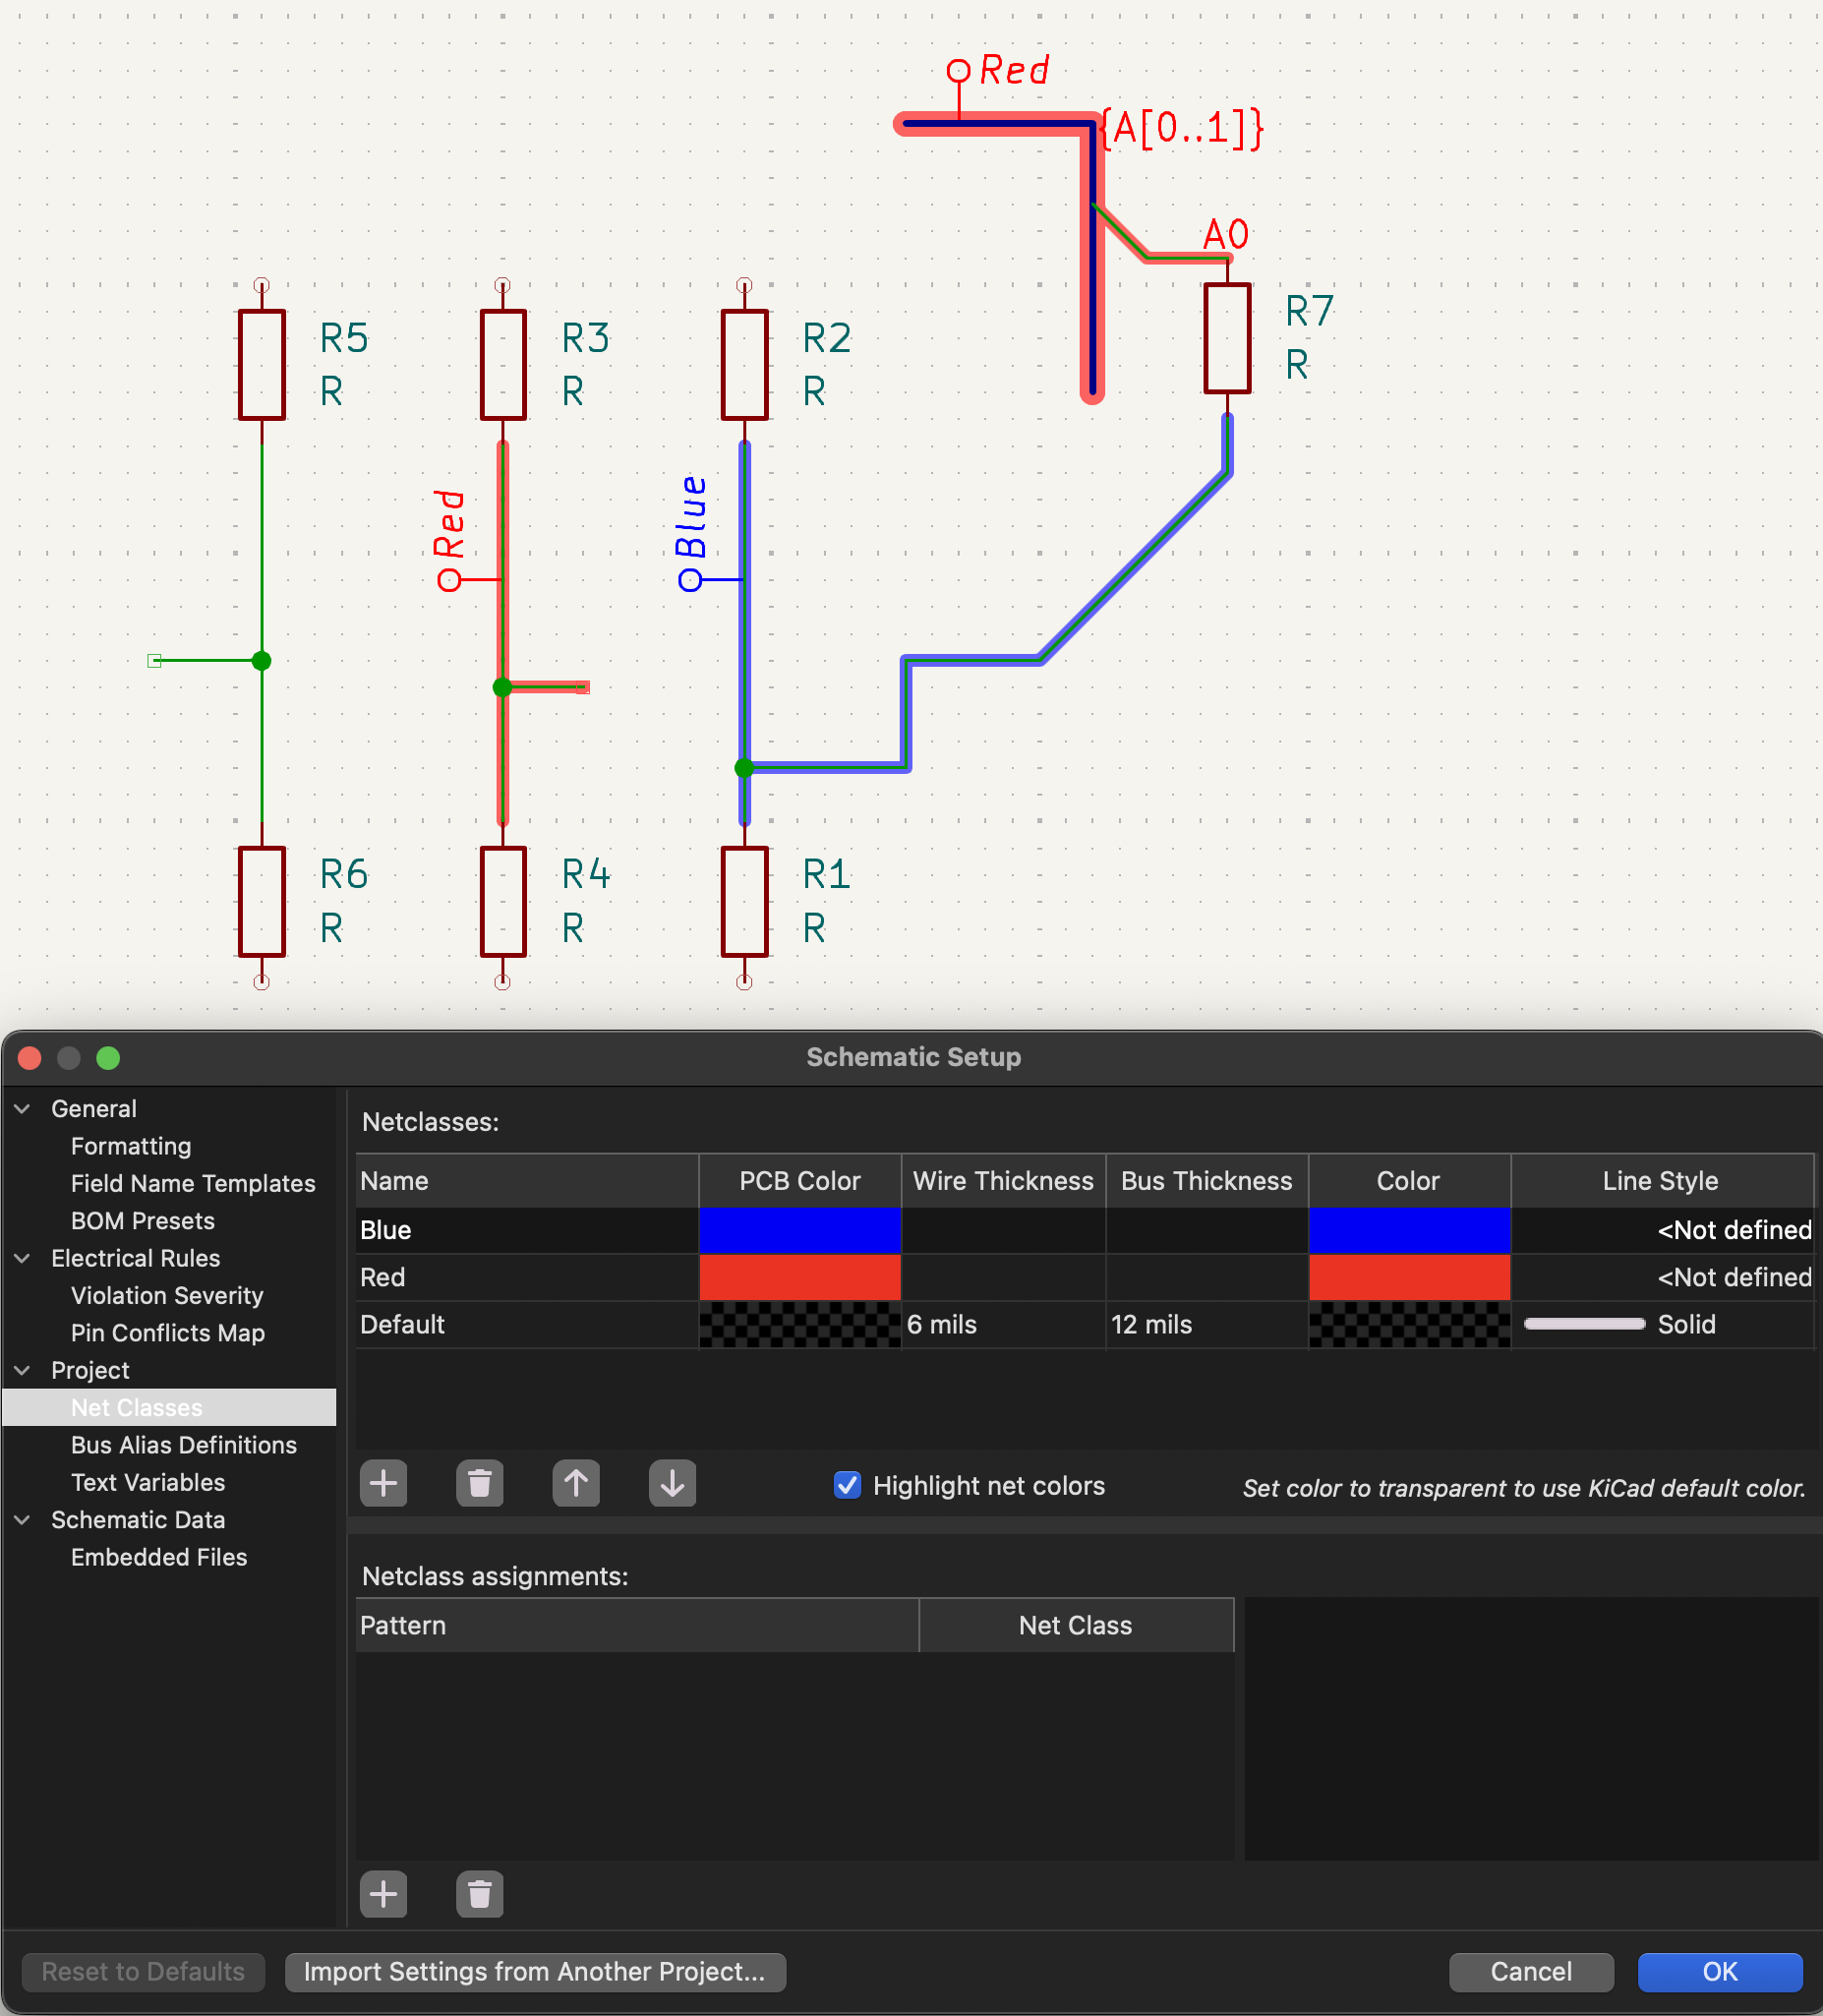 Red
{A[0..1]}
A0
R5
R
R3
R
R2
R
R7
R
Red
Blue
R6
R
R4
R
R1
R
Schematic Setup
General
Formatting
Field Name Templates
BOM Presets
Electrical Rules
Violation Severity
Pin Conflicts Map
Project
Net Classes
Bus Alias Definitions
Text Variables
Schematic Data
Embedded Files
Netclasses:
Name PCB Color Wire Thickness Bus Thickness Color Line Style
Blue <Not defined
Red <Not defined
Default 6 mils 12 mils Solid
Highlight net colors Set color to transparent to use KiCad default color.
Netclass assignments:
Pattern Net Class
Reset to Defaults Import Settings from Another Project... Cancel OK